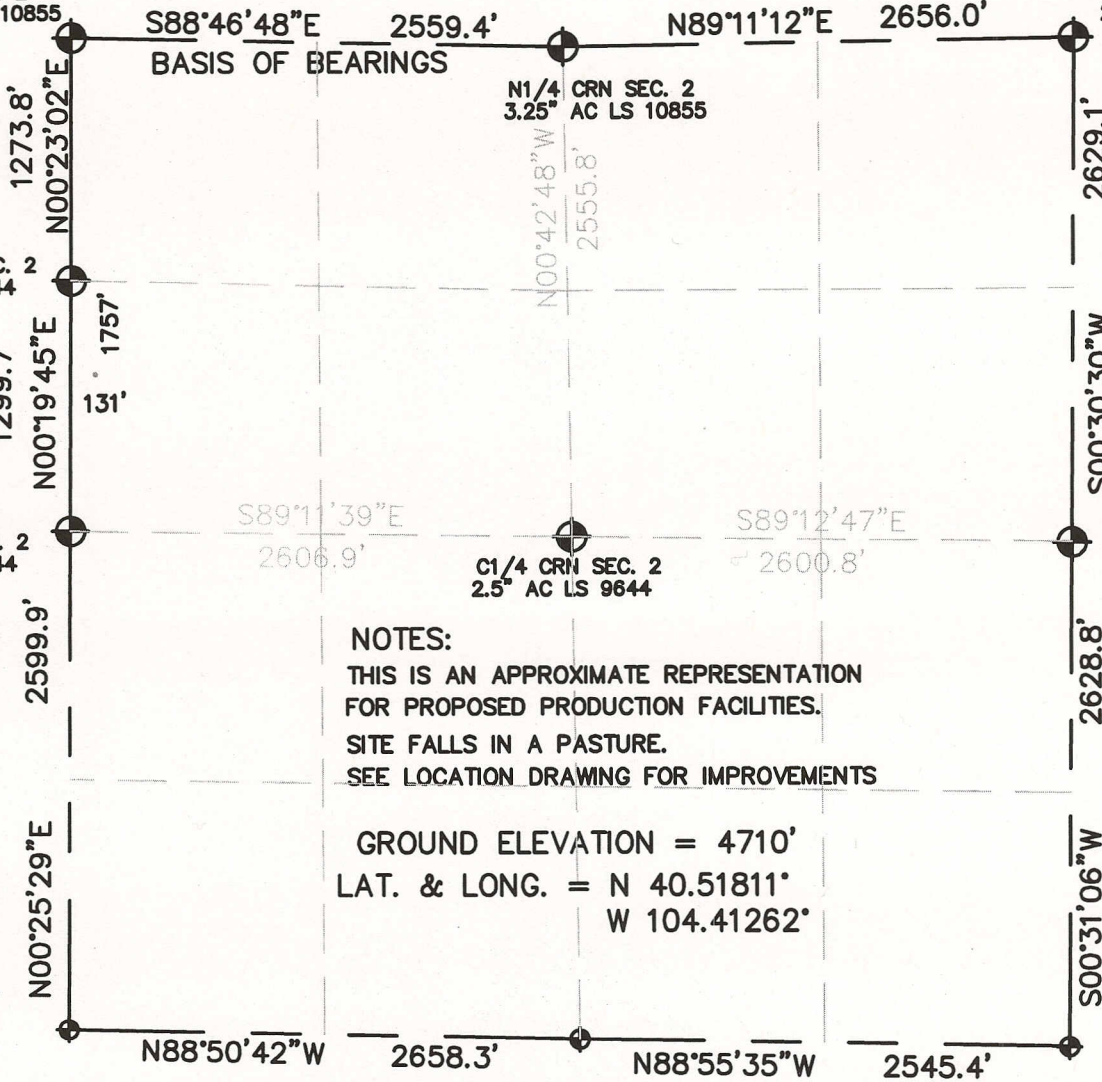 10855
S88°46'48"E 2559.4' N89°11'12"E 2656.0'
BASIS OF BEARINGS
N1/4 CRN SEC. 2
3.25" AC LS 10855
1273.8'
N00°23'02"E
N00°42'48"W
2555.8'
2629.1'
2
1757'
131'
1299.7
N00°19'45"E
S00°30'30"W
S89°11'39"E
2606.9'
S89°12'47"E
2600.8'
2
C1/4 CRN SEC. 2
2.5" AC LS 9644
2599.9'
N00°25'29"E
2628.8'
S00°31'06"W
NOTES:
THIS IS AN APPROXIMATE REPRESENTATION
FOR PROPOSED PRODUCTION FACILITIES.
SITE FALLS IN A PASTURE.
SEE LOCATION DRAWING FOR IMPROVEMENTS
GROUND ELEVATION = 4710'
LAT. & LONG. = N 40.51811°
W 104.41262°
N88°50'42"W 2658.3' N88°55'35"W 2545.4'